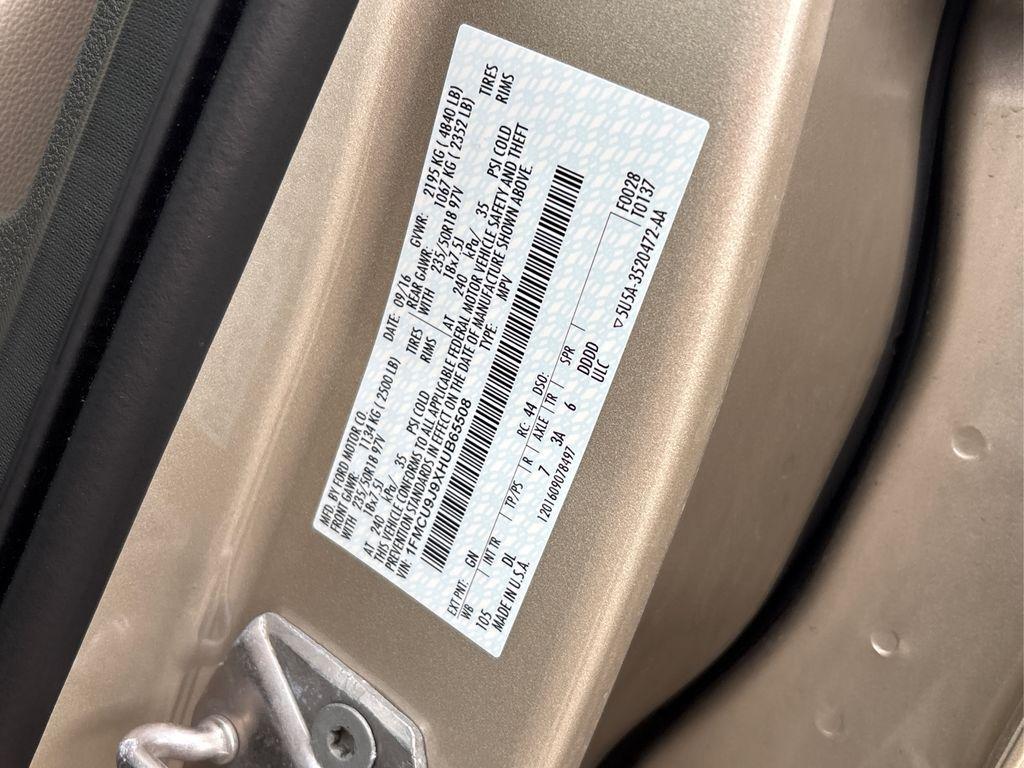 MFD. BY FORD MOTOR CO.
DATE: 09/16 GVWR: 2195 KG ( 4840 LB)
FRONT GAWR: 1134 KG ( 2500 LB) REAR GAWR: 1067 KG ( 2352 LB)
WITH 235/50R18 97V TIRES WITH 235/50R18 97V TIRES
18x7.5J RIMS 18x7.5J RIMS
AT 240 kPa/ 35 PSI COLD AT 240 kPa/ 35 PSI COLD
THIS VEHICLE CONFORMS TO ALL APPLICABLE FEDERAL MOTOR VEHICLE SAFETY AND THEFT
PREVENTION STANDARDS IN EFFECT ON THE DATE OF MANUFACTURE SHOWN ABOVE.
VIN: 1FMCU9J9XHUB65508 TYPE: MPV
EXT PNT: GN RC: 44 DSO: F0028
WB INT TR TP/PS R AXLE TR SPR T0137
105 DL 7 3A 6 DDDD
MADE IN U.S.A. 1201609078497 ULC ▽5U5A-3520472-AA